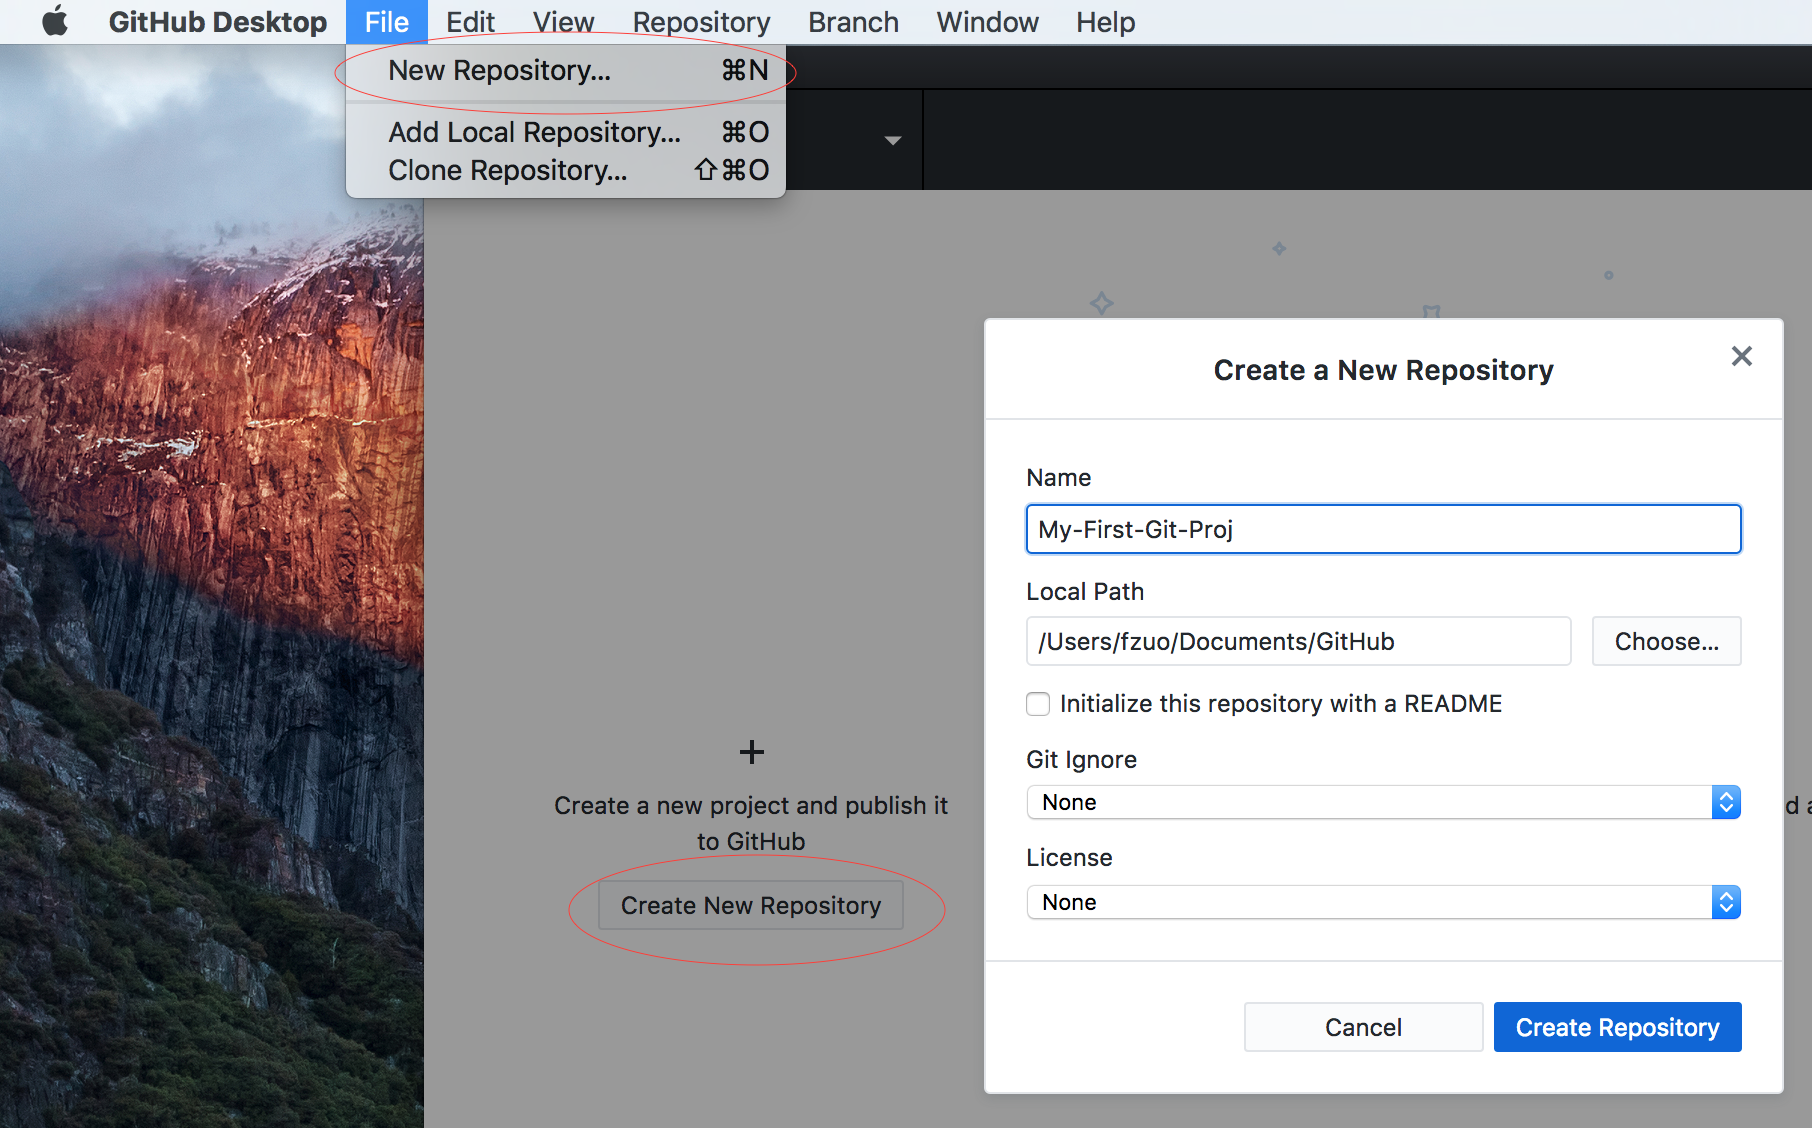 GitHub Desktop File Edit View Repository Branch Window Help
New Repository... ⌘N
Add Local Repository... ⌘O
Clone Repository... ⇧⌘O
Create a new project and publish it
to GitHub
Create New Repository
Create a New Repository
Name
My-First-Git-Proj
Local Path
/Users/fzuo/Documents/GitHub
Choose...
Initialize this repository with a README
Git Ignore
None
License
None
Cancel
Create Repository